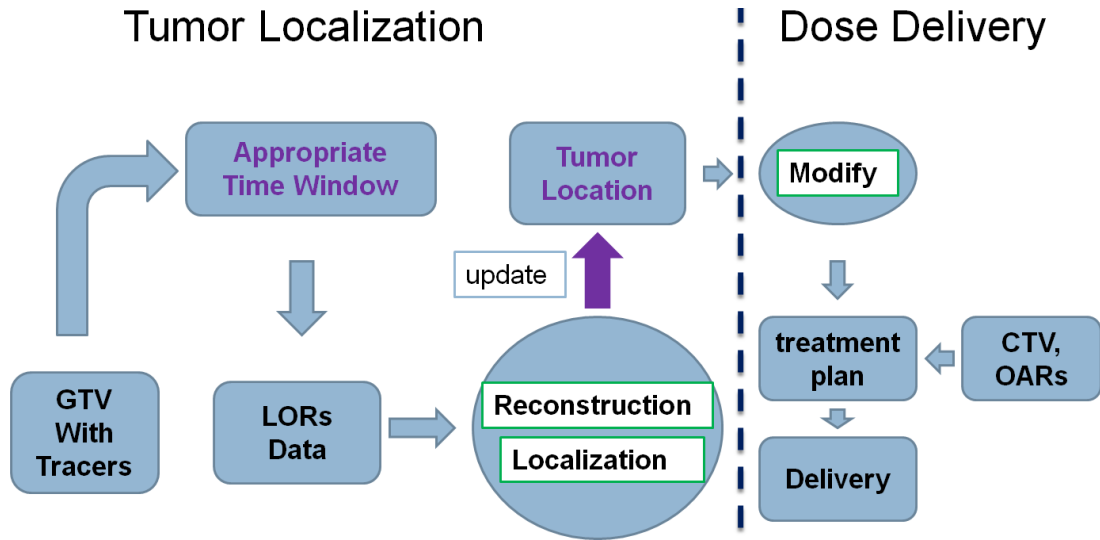 Tumor Localization
Dose Delivery
Appropriate
Time Window
Tumor
Location
Modify
update
GTV
With
Tracers
LORs
Data
Reconstruction
Localization
treatment
plan
CTV,
OARs
Delivery